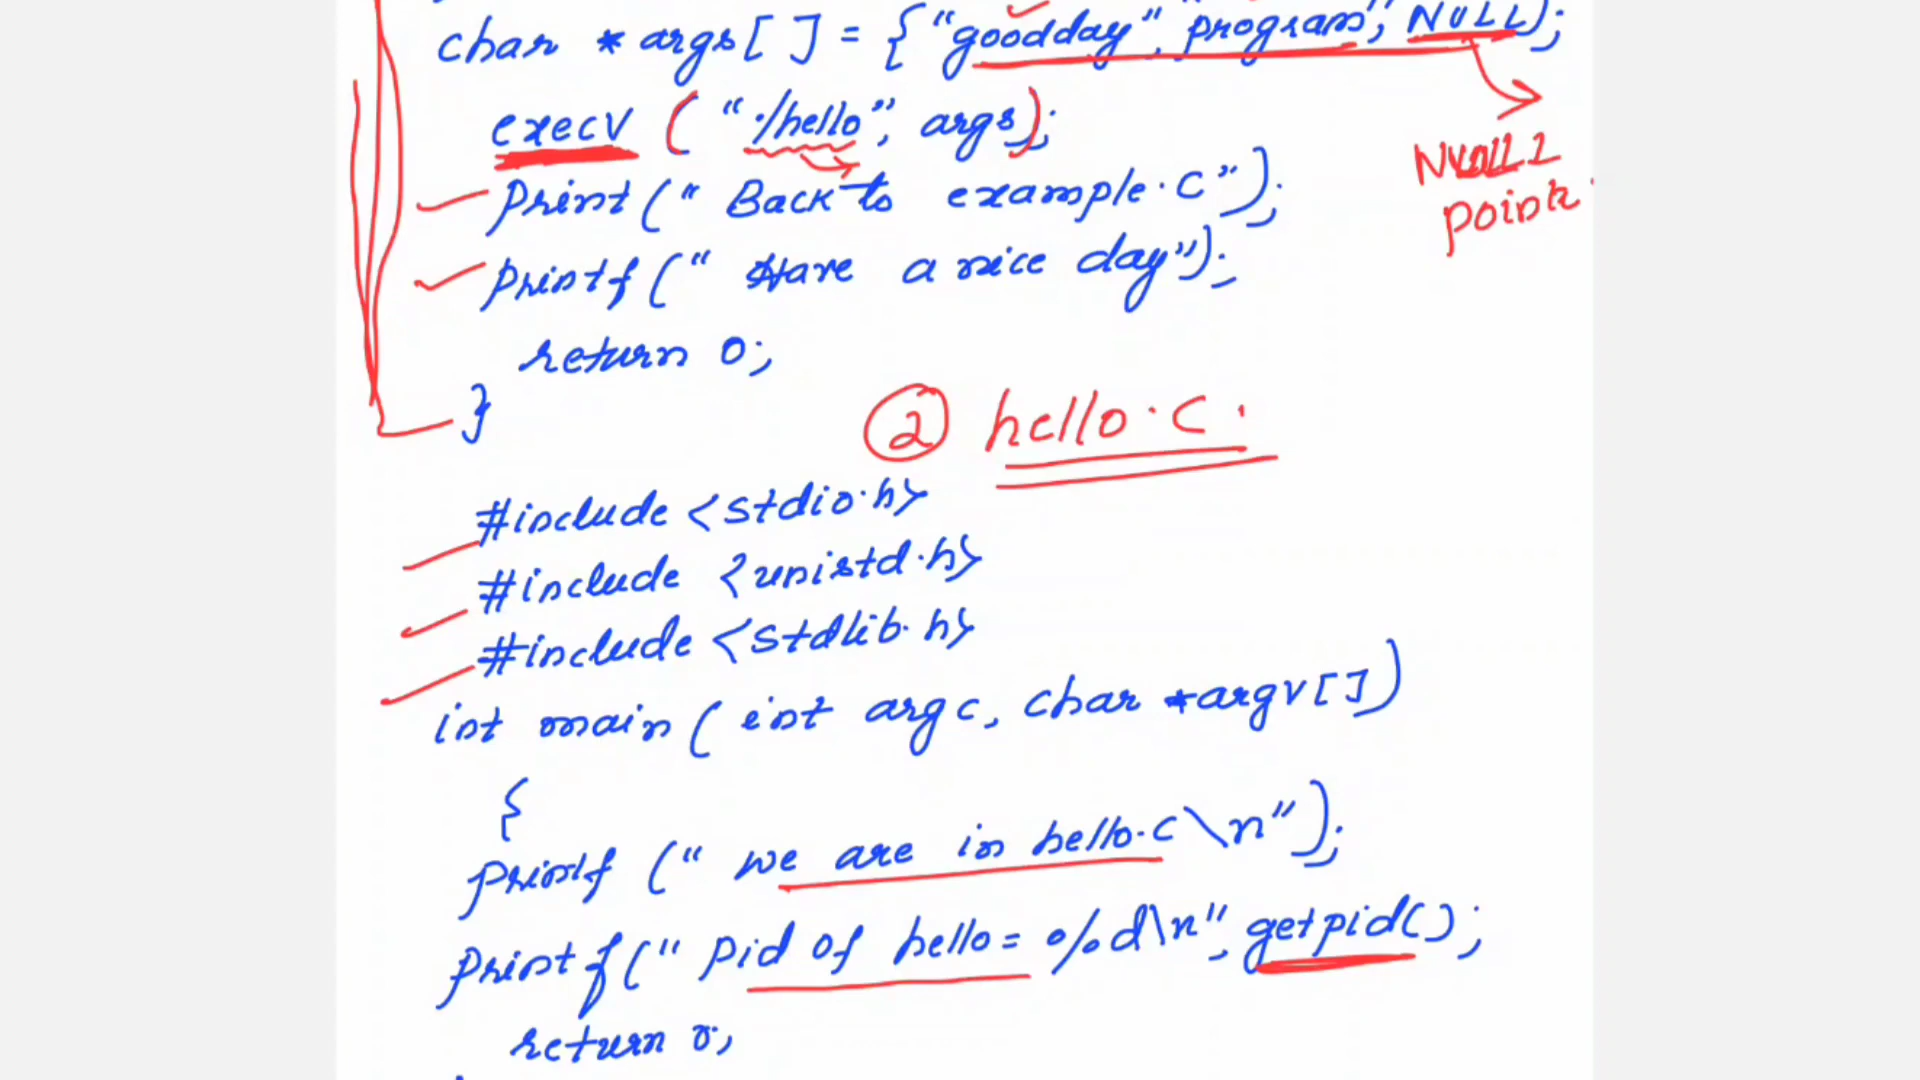 char *args[] = {"goodday", program", NULL);
execv ( "./hello", args);
NULL
Print(" Back to example.c");
point
Printf(" Have a nice day");
return 0;
}
② hello.c.
#include <stdio.h>
#include <unistd.h>
#include <stdlib.h>
int main ( int argc, char *argv[])
{
printf (" we are in hello.c\n");
Printf(" Pid of hello= %d\n", getpid();
return 0;